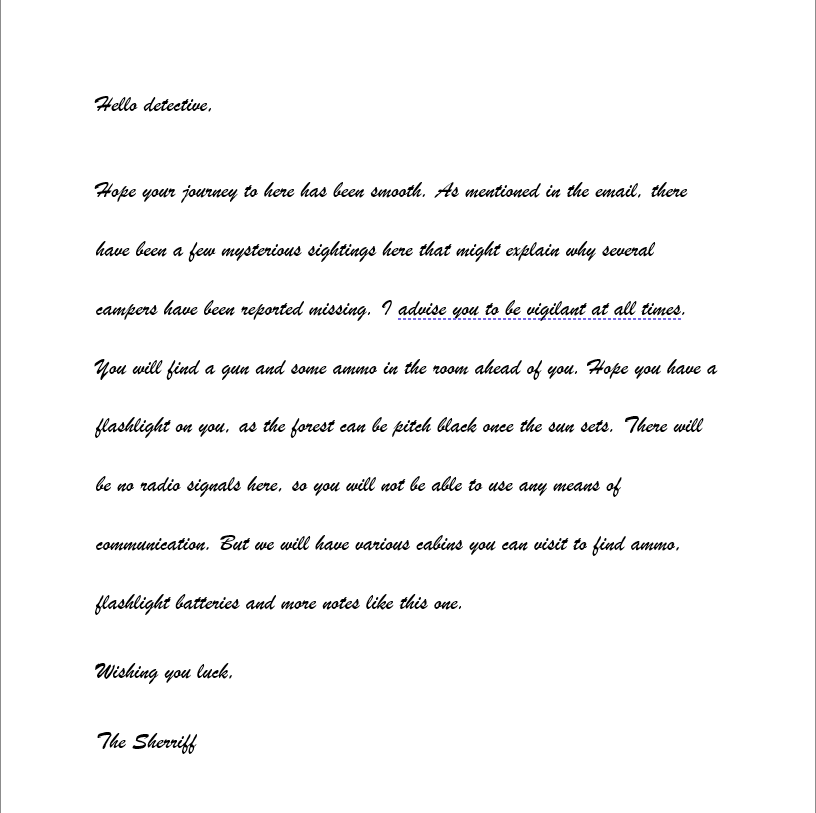 Hello detective,
Hope your journey to here has been smooth. As mentioned in the email, there
have been a few mysterious sightings here that might explain why several
campers have been reported missing. I advise you to be vigilant at all times.
You will find a gun and some ammo in the room ahead of you. Hope you have a
flashlight on you, as the forest can be pitch black once the sun sets. There will
be no radio signals here, so you will not be able to use any means of
communication. But we will have various cabins you can visit to find ammo,
flashlight batteries and more notes like this one.
Wishing you luck,
The Sherriff